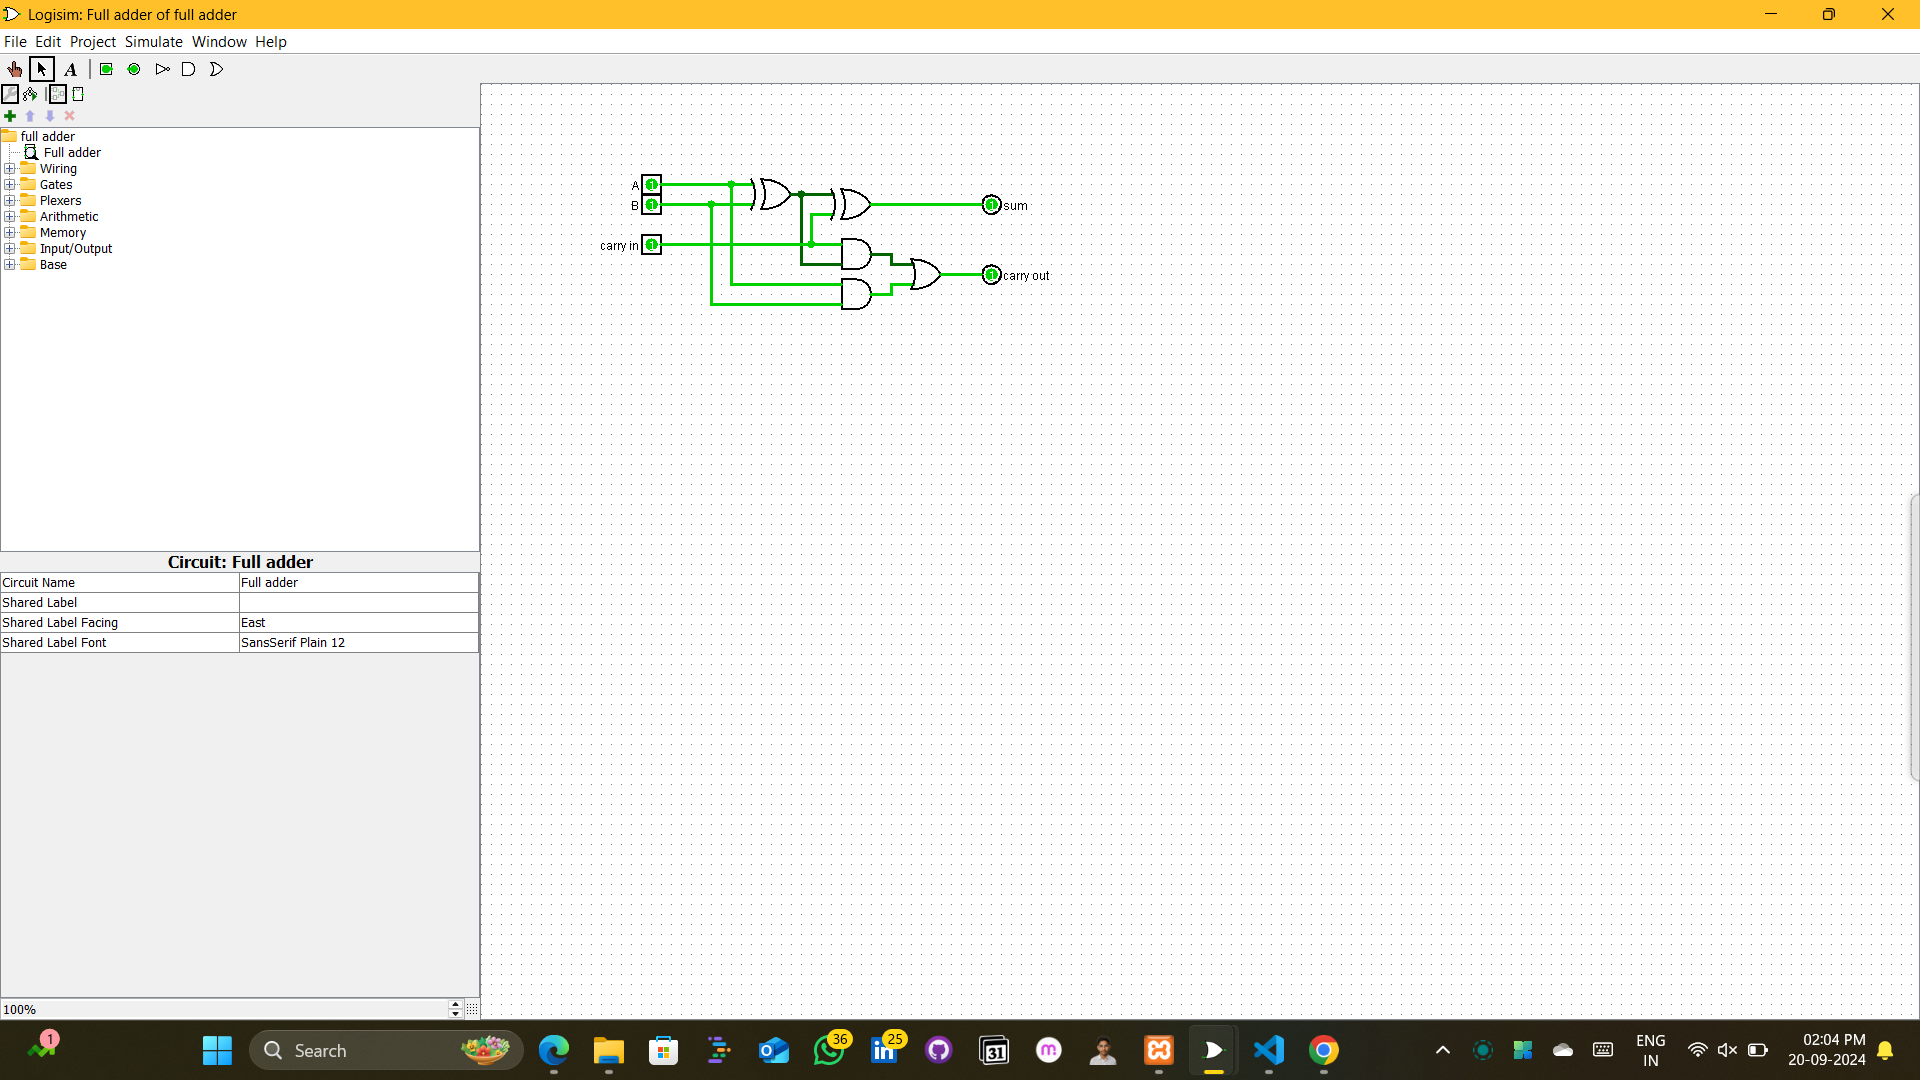 Logisim: Full adder of full adder
File Edit Project Simulate Window Help
A
full adder
Full adder
Wiring
Gates
Plexers
Arithmetic
Memory
Input/Output
Base
A 1
B 1
carry in 1
1 sum
1 carry out
Circuit: Full adder
Circuit Name Full adder
Shared Label
Shared Label Facing East
Shared Label Font SansSerif Plain 12
100%
1
Search
36
25
31
ENG
IN
02:04 PM
20-09-2024